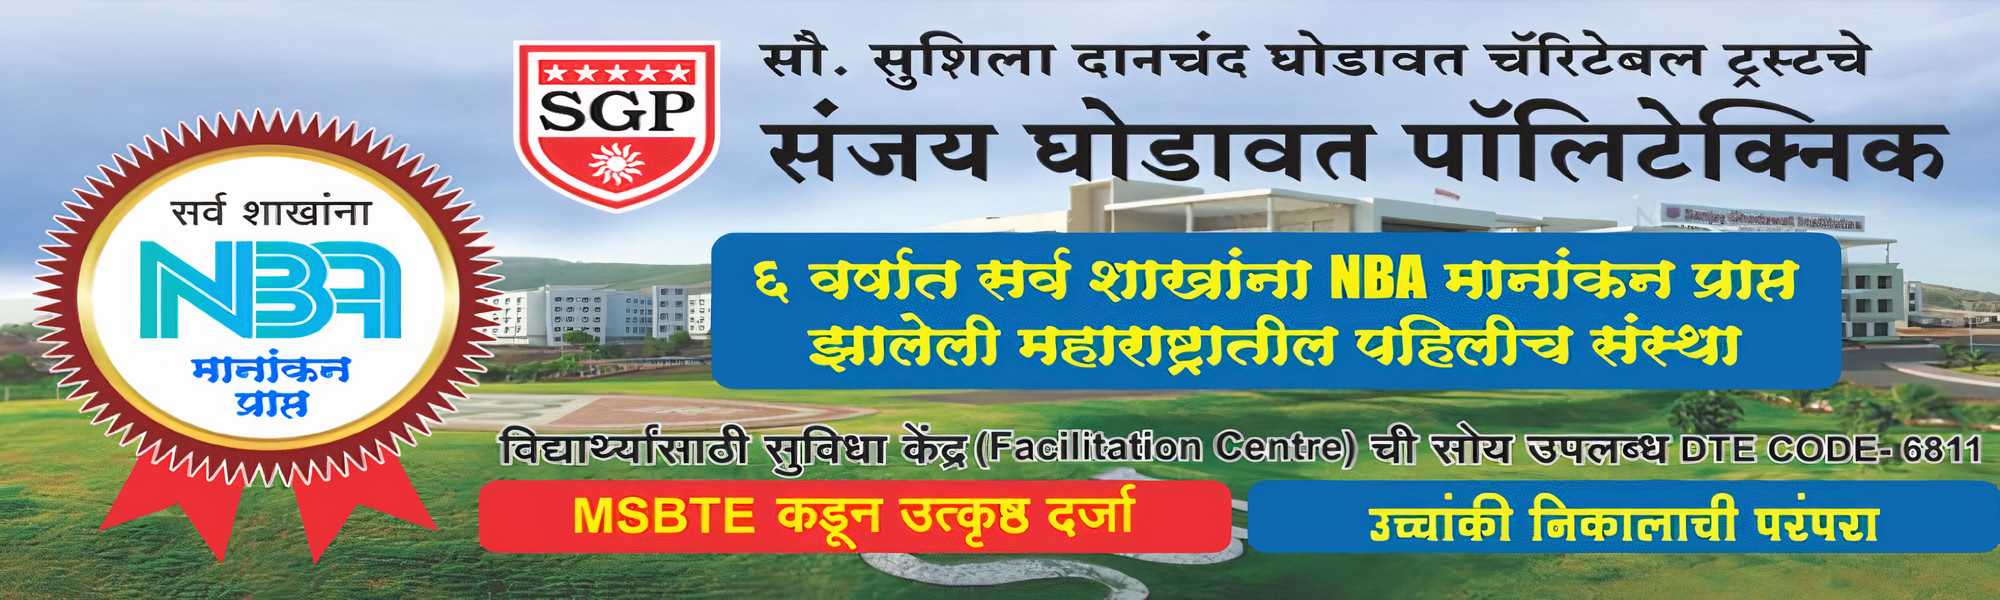 सौ. सुशिला दानचंद घोडावत चॅरिटेबल ट्रस्टचे
SGP
संजय घोडावत पॉलिटेक्निक
सर्व शाखांना
NBA
मानांकन
प्राप्त
६ वर्षात सर्व शाखांना NBA मानांकन प्राप्त
झालेली महाराष्ट्रातील पहिलीच संस्था
विद्यार्थ्यांसाठी सुविधा केंद्र (Facilitation Centre) ची सोय उपलब्ध DTE CODE- 6811
MSBTE कडून उत्कृष्ठ दर्जा
उच्चांकी निकालाची परंपरा